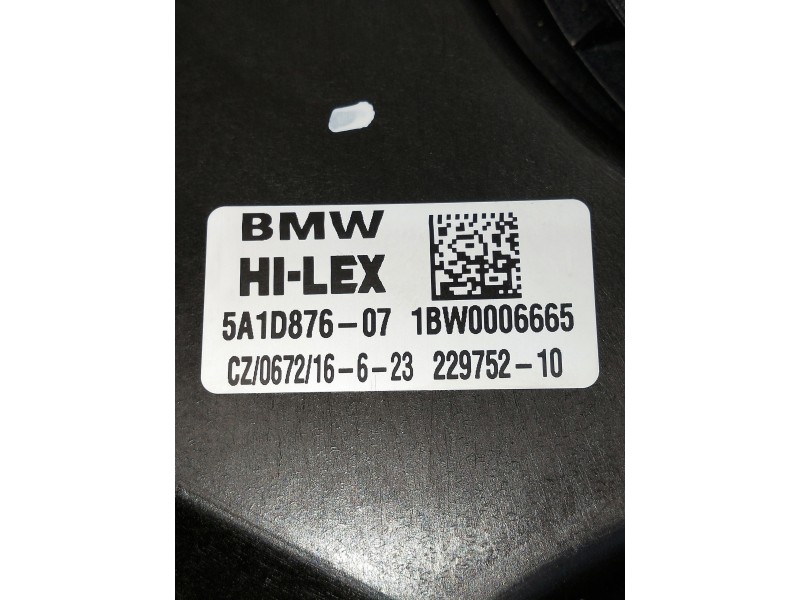 BMW
HI-LEX
5A1D876-07 1BW0006665
CZ/0672/16-6-23 229752-10